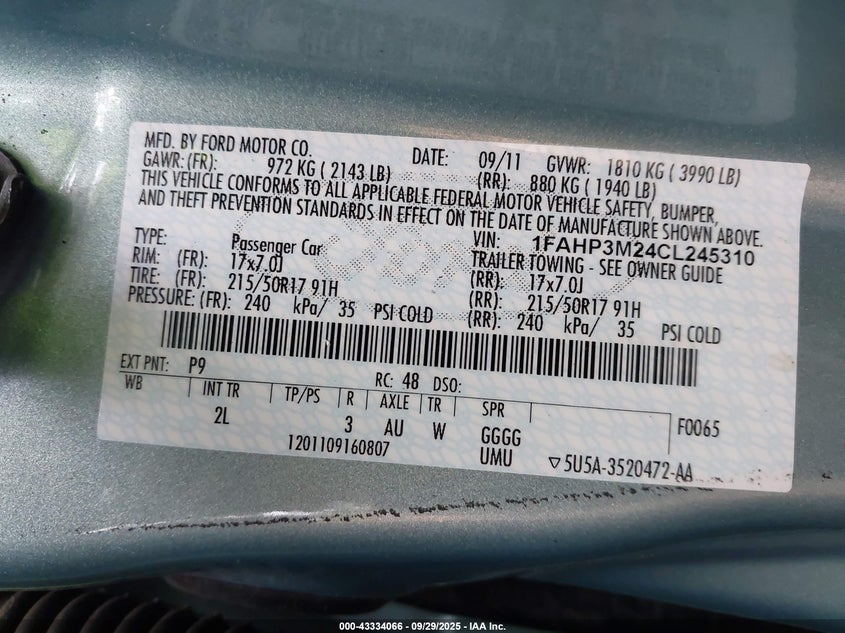 MFD. BY FORD MOTOR CO. DATE: 09/11 GVWR: 1810 KG ( 3990 LB)
GAWR: (FR): 972 KG ( 2143 LB) (RR): 880 KG ( 1940 LB)
THIS VEHICLE CONFORMS TO ALL APPLICABLE FEDERAL MOTOR VEHICLE SAFETY, BUMPER,
AND THEFT PREVENTION STANDARDS IN EFFECT ON THE DATE OF MANUFACTURE SHOWN ABOVE.
VIN: 1FAHP3M24CL245310
TYPE: Passenger Car TRAILER TOWING - SEE OWNER GUIDE
RIM: (FR): 17x7.0J (RR): 17x7.0J
TIRE: (FR): 215/50R17 91H (RR): 215/50R17 91H
PRESSURE: (FR): 240 kPa/ 35 PSI COLD (RR): 240 kPa/ 35 PSI COLD
EXT PNT: P9 RC: 48 DSO:
WB INT TR TP/PS R AXLE TR SPR
2L 3 AU W GGGG F0065
1201109160807 UMU ▽5U5A-3520472-AA
000-43334066 - 09/29/2025 - IAA Inc.